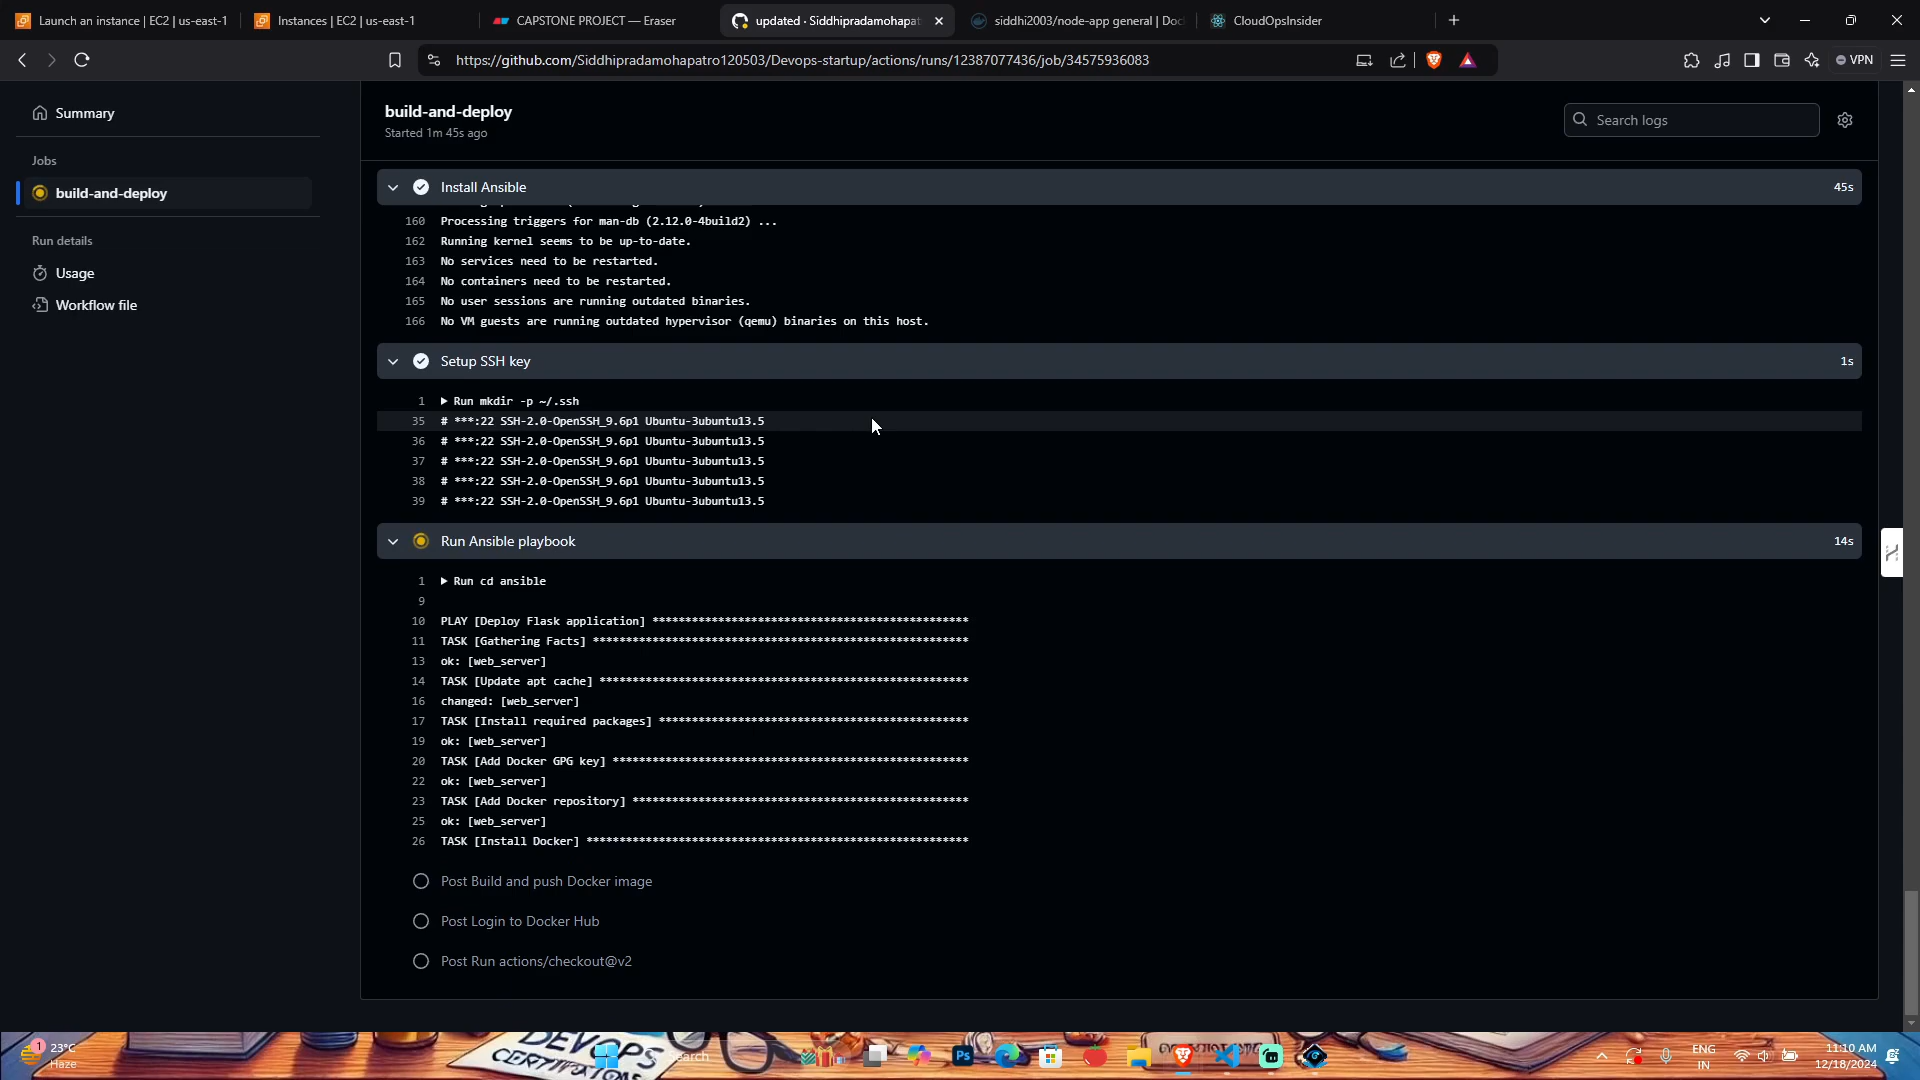 Launch an instance | EC2 | us-east-1
Instances | EC2 | us-east-1
CAPSTONE PROJECT — Eraser
updated · Siddhipradamohapat
siddhi2003/node-app general | Doc
CloudOpsInsider
https://github.com/Siddhipradamohapatro120503/Devops-startup/actions/runs/12387077436/job/34575936083
VPN
Summary
Jobs
build-and-deploy
Run details
Usage
Workflow file
build-and-deploy
Started 1m 45s ago
Search logs
Install Ansible 45s
160 Processing triggers for man-db (2.12.0-4build2) ...
162 Running kernel seems to be up-to-date.
163 No services need to be restarted.
164 No containers need to be restarted.
165 No user sessions are running outdated binaries.
166 No VM guests are running outdated hypervisor (qemu) binaries on this host.
Setup SSH key 1s
1 Run mkdir -p ~/.ssh
35 # ***:22 SSH-2.0-OpenSSH_9.6p1 Ubuntu-3ubuntu13.5
36 # ***:22 SSH-2.0-OpenSSH_9.6p1 Ubuntu-3ubuntu13.5
37 # ***:22 SSH-2.0-OpenSSH_9.6p1 Ubuntu-3ubuntu13.5
38 # ***:22 SSH-2.0-OpenSSH_9.6p1 Ubuntu-3ubuntu13.5
39 # ***:22 SSH-2.0-OpenSSH_9.6p1 Ubuntu-3ubuntu13.5
Run Ansible playbook 14s
1 Run cd ansible
9
10 PLAY [Deploy Flask application] ************************************************
11 TASK [Gathering Facts] *********************************************************
13 ok: [web_server]
14 TASK [Update apt cache] ********************************************************
16 changed: [web_server]
17 TASK [Install required packages] ***********************************************
19 ok: [web_server]
20 TASK [Add Docker GPG key] ******************************************************
22 ok: [web_server]
23 TASK [Add Docker repository] ***************************************************
25 ok: [web_server]
26 TASK [Install Docker] **********************************************************
Post Build and push Docker image
Post Login to Docker Hub
Post Run actions/checkout@v2
1
23°C
Haze
DEVOPS
CERTIFICATIONS
Search
Ps
ENG
IN
11:10 AM
12/18/2024